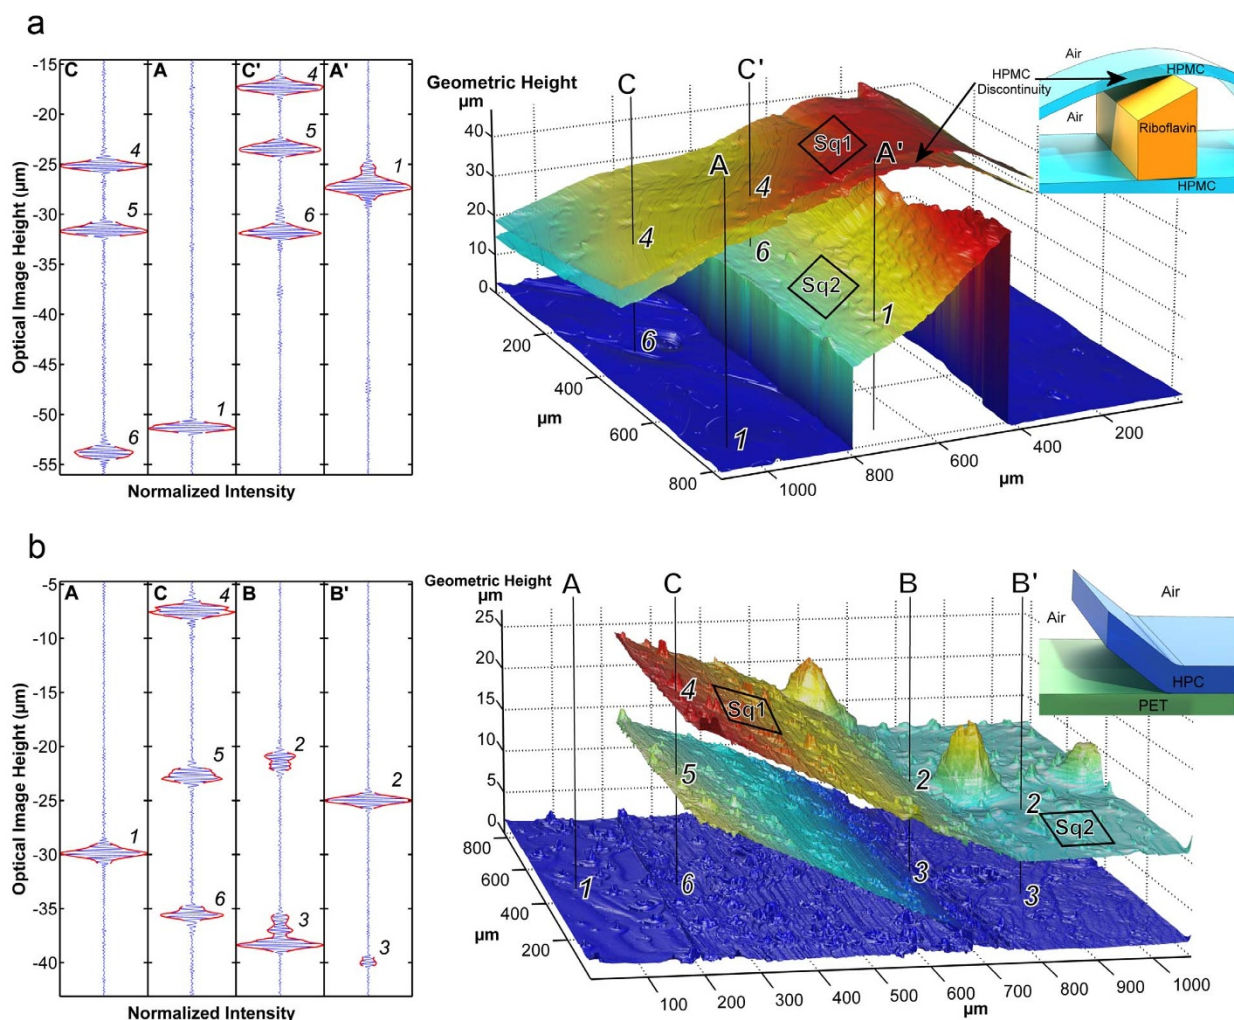 a
C
A
C'
A'
-15
-20
-25
-30
-35
-40
-45
-50
-55
4
5
6
1
4
5
6
1
Optical Image Height (µm)
Normalized Intensity
Geometric Height
µm
40
30
20
10
0
C
C'
A
A'
Sq1
Sq2
4
4
6
6
1
1
HPMC
Discontinuity
200
400
600
800
µm
1000
800
600
400
200
µm
Air
HPMC
Air
Riboflavin
HPMC
b
A
C
B
B'
-5
-10
-15
-20
-25
-30
-35
-40
1
4
5
6
2
3
2
3
Optical Image Height (µm)
Normalized Intensity
Geometric Height
µm
25
20
15
10
5
0
A
C
B
B'
4
Sq1
5
2
2
Sq2
1
6
3
3
800
600
400
200
µm
100
200
300
400
500
600
700
800
900
1000
µm
Air
Air
HPC
PET